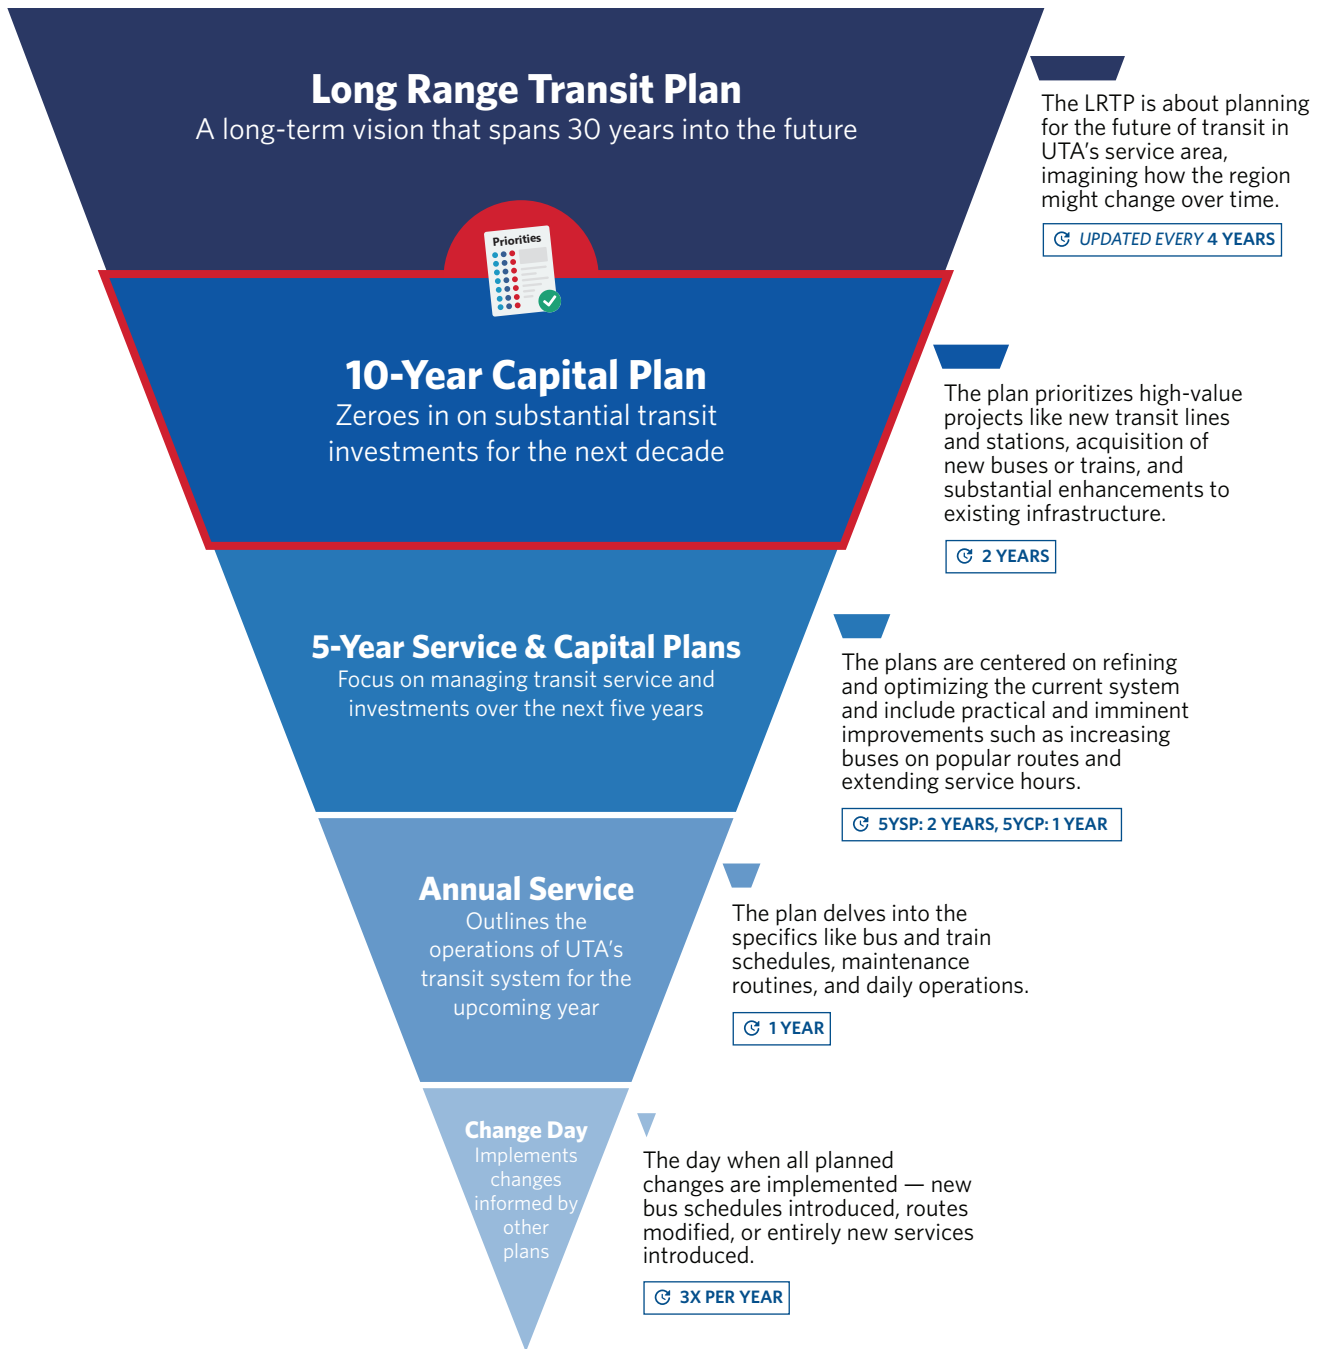 Long Range Transit Plan
A long-term vision that spans 30 years into the future
The LRTP is about planning
for the future of transit in
UTA's service area,
imagining how the region
might change over time.
UPDATED EVERY 4 YEARS
Priorities
10-Year Capital Plan
Zeroes in on substantial transit
investments for the next decade
The plan prioritizes high-value
projects like new transit lines
and stations, acquisition of
new buses or trains, and
substantial enhancements to
existing infrastructure.
2 YEARS
5-Year Service & Capital Plans
Focus on managing transit service and
investments over the next five years
The plans are centered on refining
and optimizing the current system
and include practical and imminent
improvements such as increasing
buses on popular routes and
extending service hours.
5YSP: 2 YEARS, 5YCP: 1 YEAR
Annual Service
Outlines the
operations of UTA's
transit system for the
upcoming year
The plan delves into the
specifics like bus and train
schedules, maintenance
routines, and daily operations.
1 YEAR
Change Day
Implements
changes
informed by
other
plans
The day when all planned
changes are implemented — new
bus schedules introduced, routes
modified, or entirely new services
introduced.
3X PER YEAR